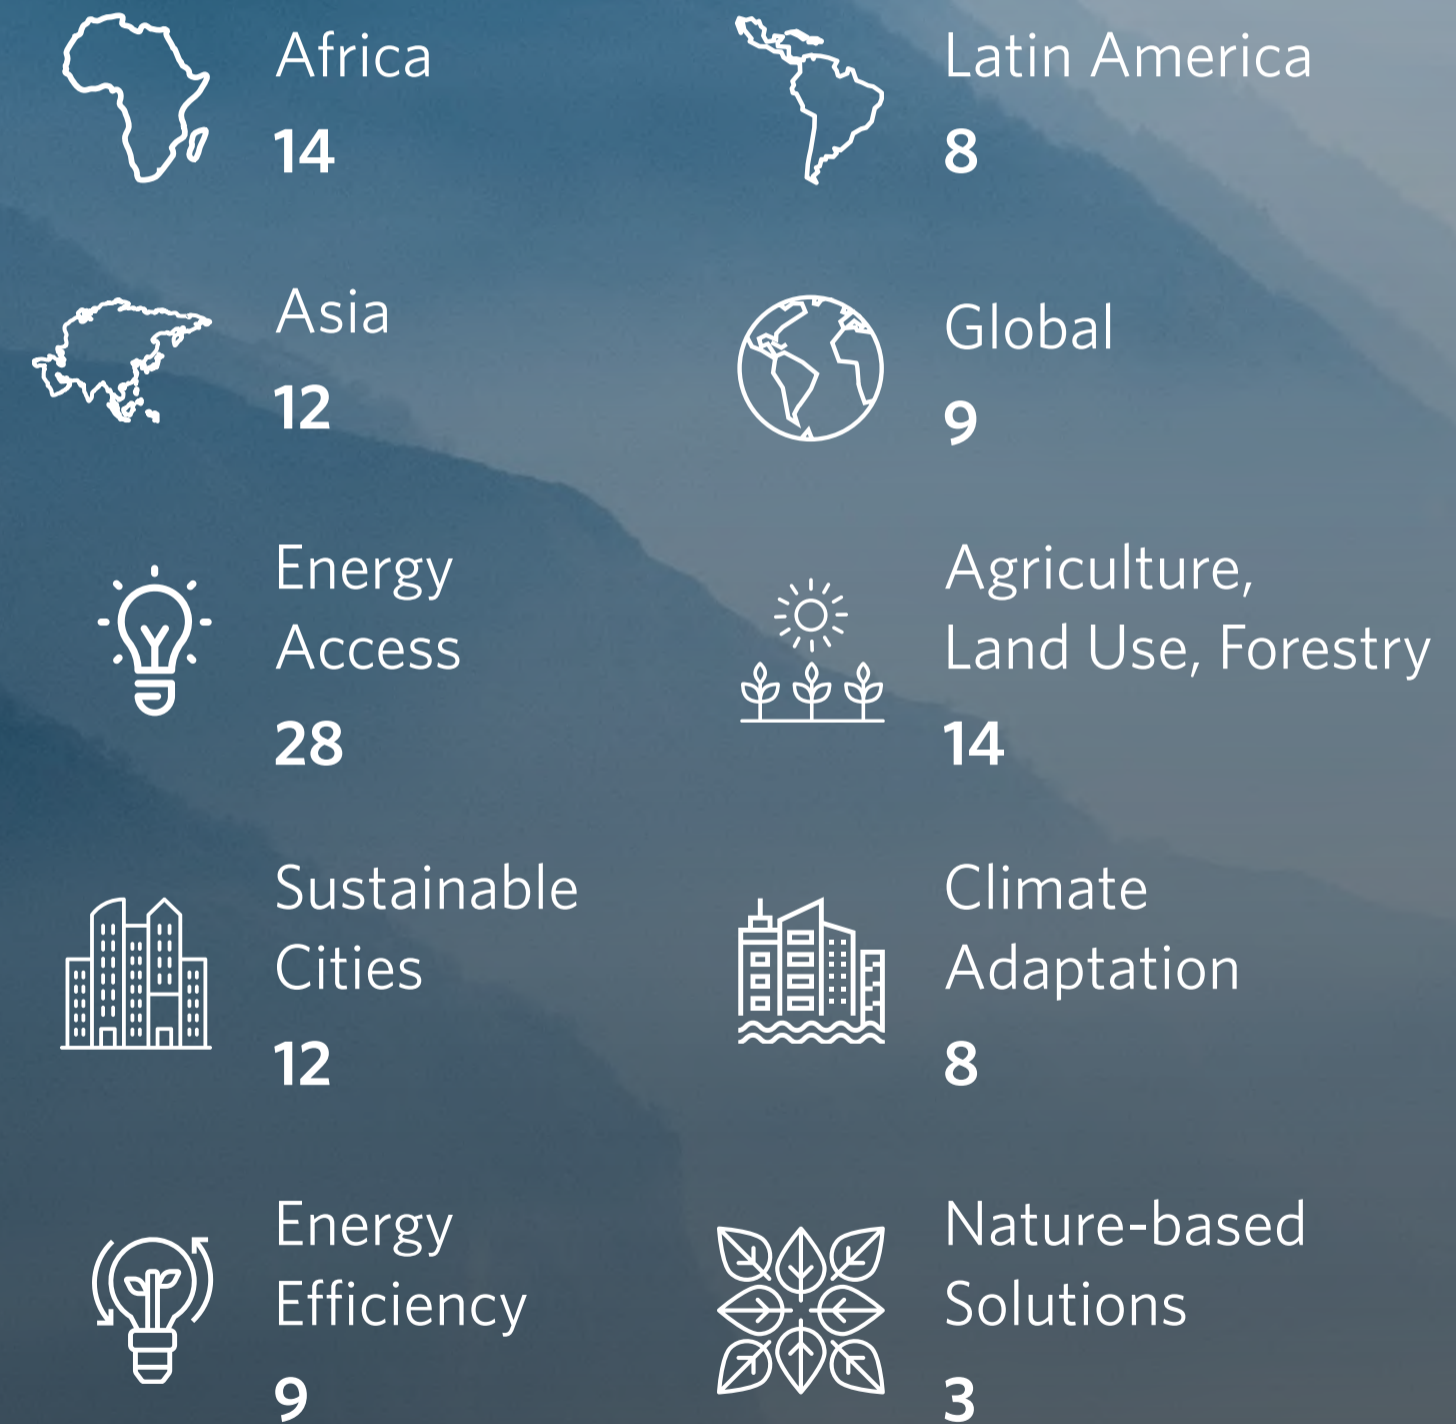 Africa
14
Latin America
8
Asia
12
Global
9
Energy
Access
28
Agriculture,
Land Use, Forestry
14
Sustainable
Cities
12
Climate
Adaptation
8
Energy
Efficiency
9
Nature-based
Solutions
3